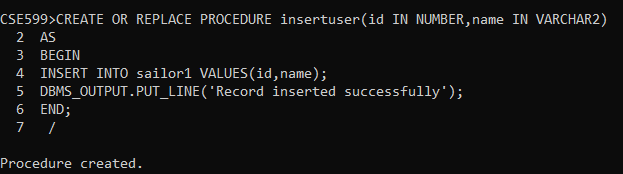 CSE599>CREATE OR REPLACE PROCEDURE insertuser(id IN NUMBER,name IN VARCHAR2)
  2  AS
  3  BEGIN
  4  INSERT INTO sailor1 VALUES(id,name);
  5  DBMS_OUTPUT.PUT_LINE('Record inserted successfully');
  6  END;
  7   /
Procedure created.